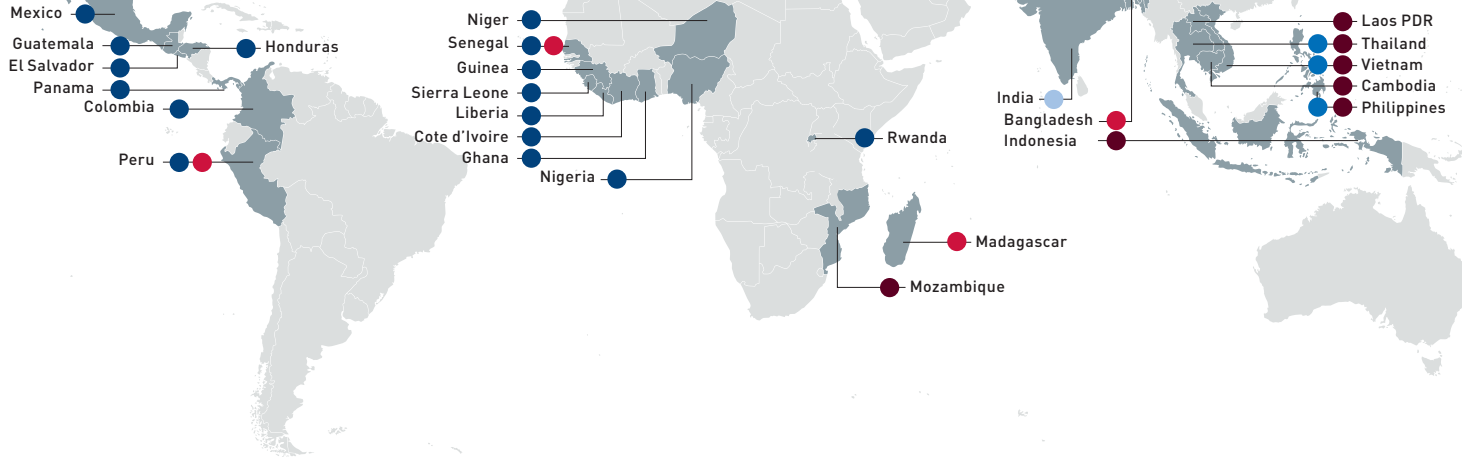 Mexico
Guatemala
Honduras
El Salvador
Panama
Colombia
Peru
Niger
Senegal
Guinea
Sierra Leone
Liberia
Cote d'Ivoire
Ghana
Nigeria
Rwanda
Madagascar
Mozambique
India
Bangladesh
Indonesia
Laos PDR
Thailand
Vietnam
Cambodia
Philippines